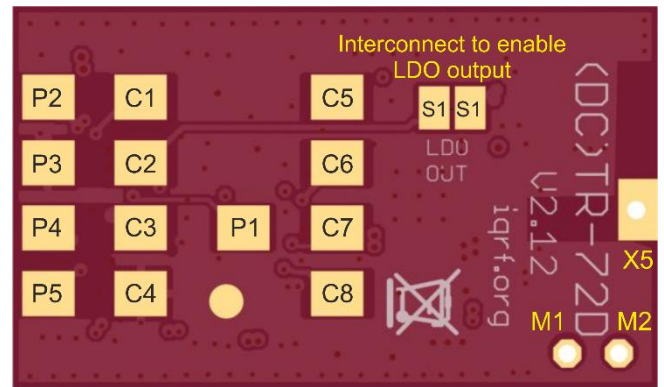 Interconnect to enable
LDO output
P2 C1 C5 S1 S1
LDO
OUT
P3 C2 C6
P4 C3 P1 C7
P5 C4 C8
(DC)TR-72D
V2.12
iqrf.org
X5
M1 M2